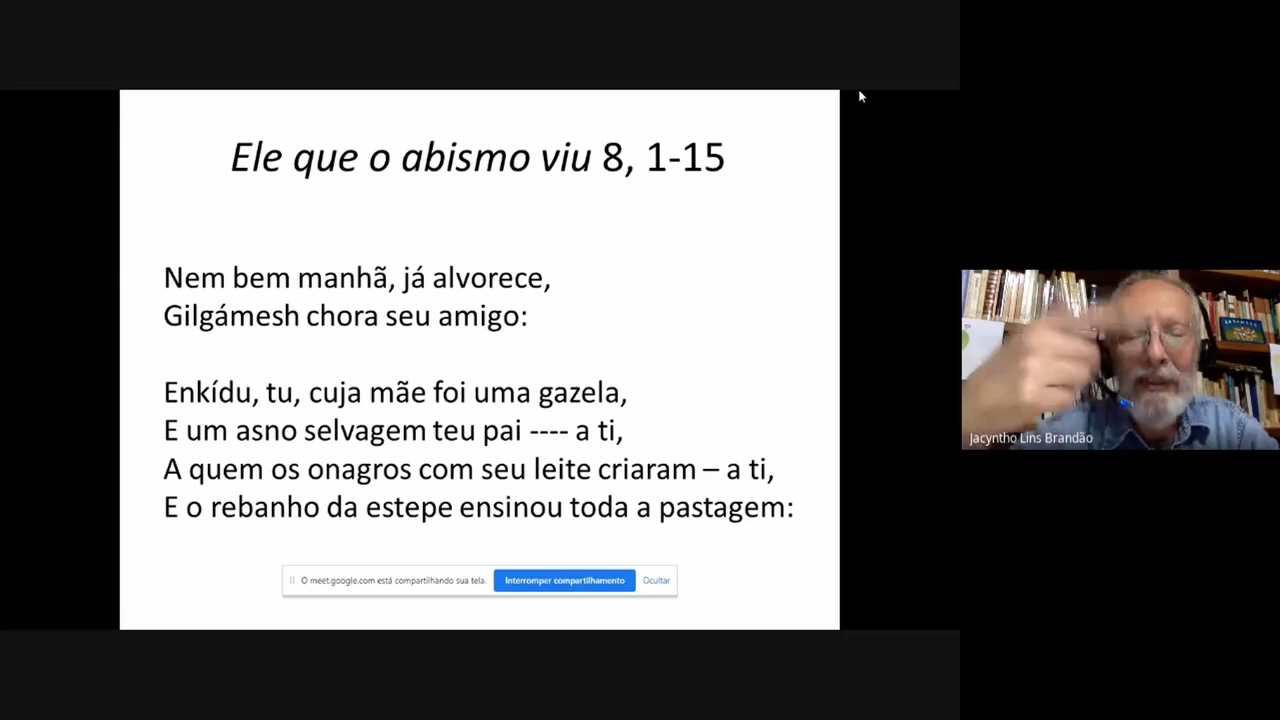 Ele que o abismo viu 8, 1-15
Nem bem manhã, já alvorece,
Gilgámesh chora seu amigo:
Enkídu, tu, cuja mãe foi uma gazela,
E um asno selvagem teu pai ---- a ti,
A quem os onagros com seu leite criaram – a ti,
E o rebanho da estepe ensinou toda a pastagem:
O meet.google.com está compartilhando sua tela. Interromper compartilhamento Ocultar
Jacyntho Lins Brandão